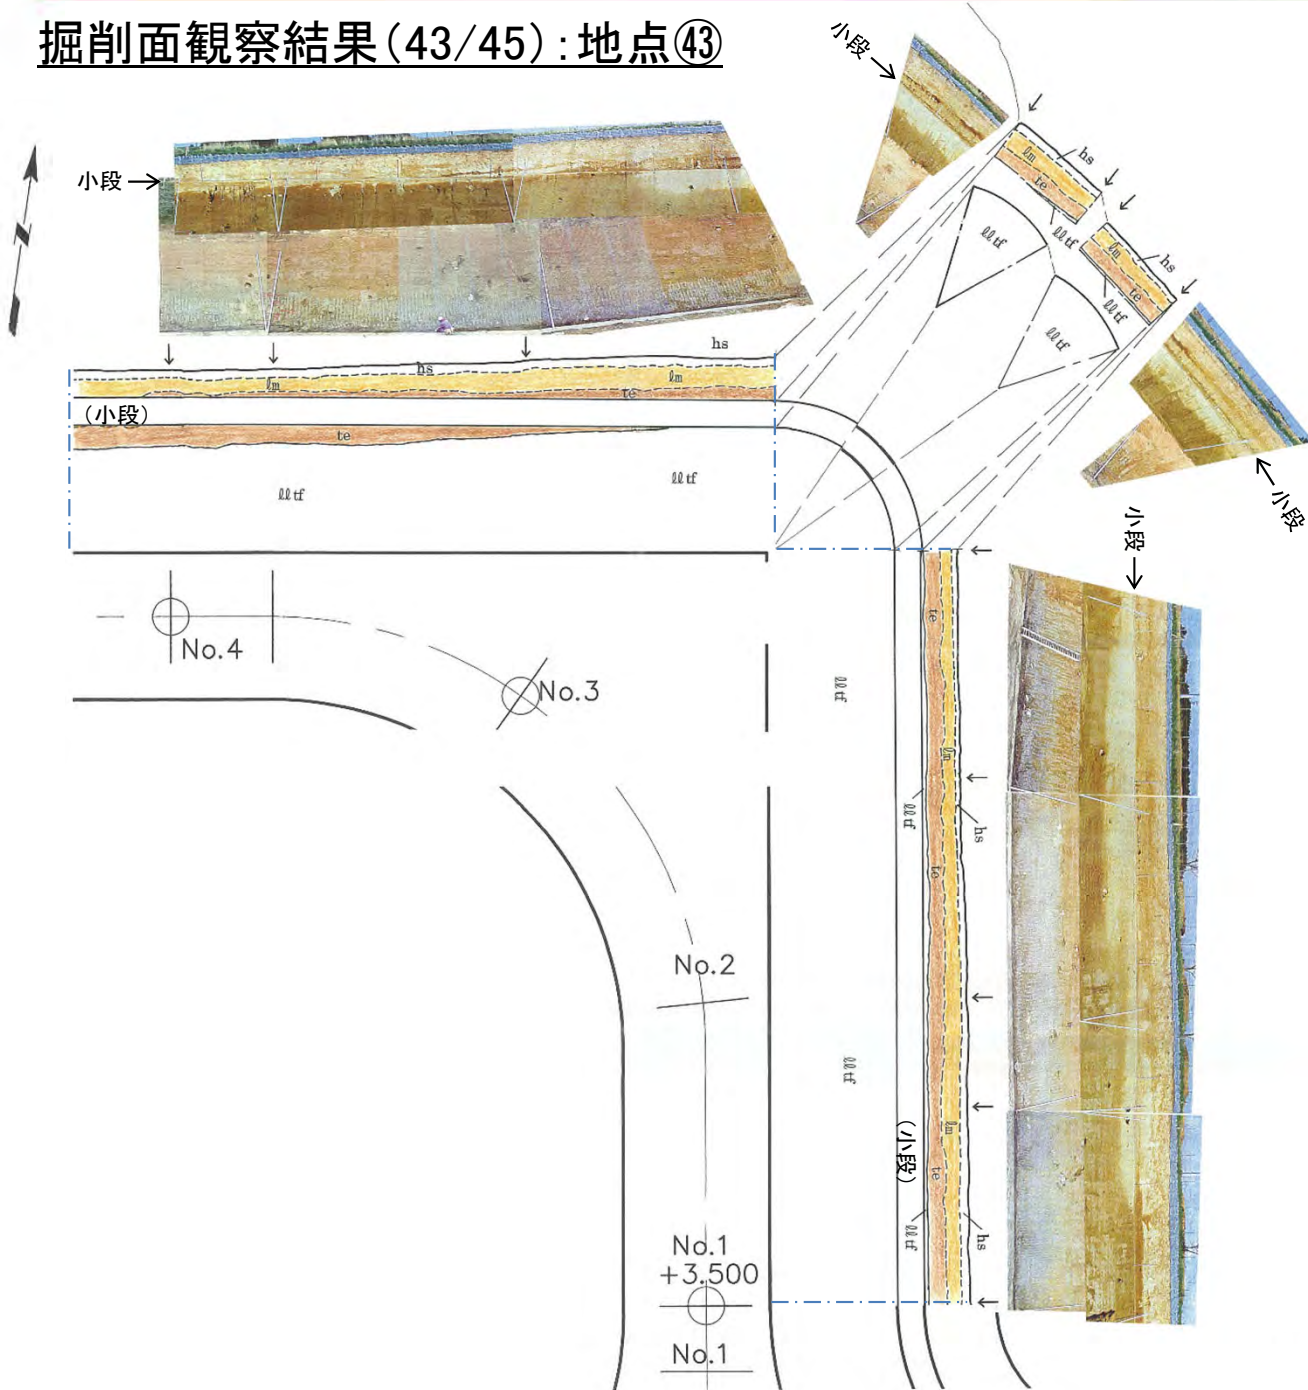 掘削面観察結果(43/45):地点㊸
小段
小段
hs
ℓm
te
ℓℓtf
ℓℓtf
hs
ℓm
te
ℓℓtf
ℓℓtf
小段
小段
N
hs
hs
ℓm
ℓm
te
(小段)
te
ℓℓtf
ℓℓtf
No.4
No.3
te
ℓℓtf
ℓm
ℓℓtf
hs
te
No.2
ℓℓtf
ℓm
(小段)
te
ℓℓtf
hs
No.1
+3.500
No.1